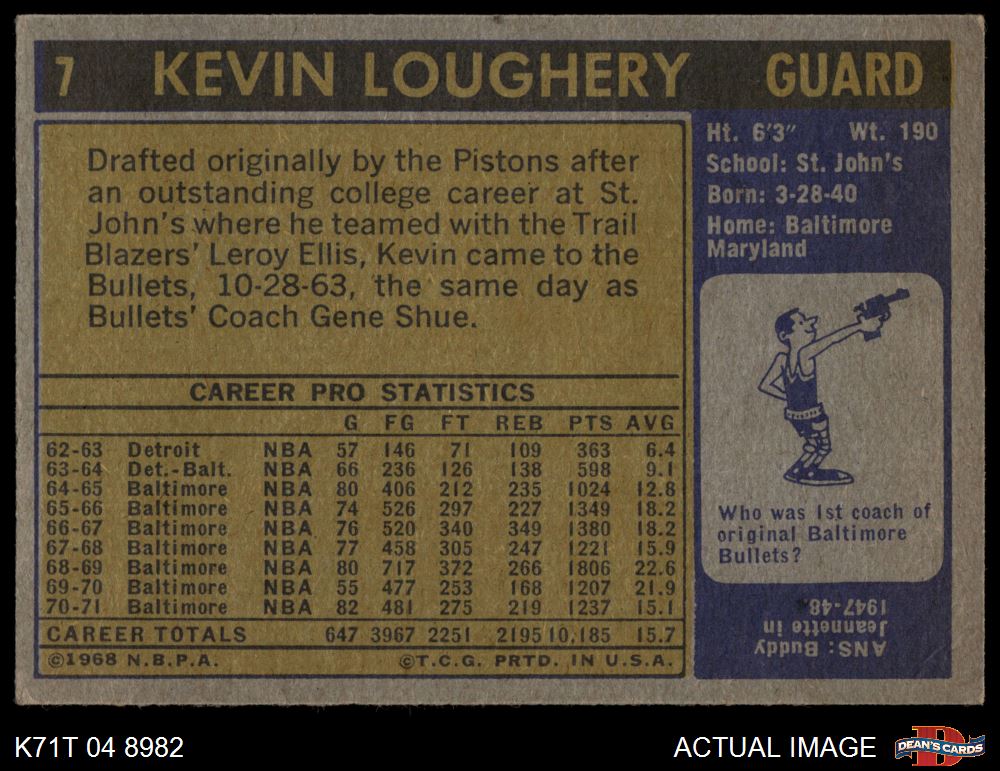 7 KEVIN LOUGHERY GUARD
Drafted originally by the Pistons after
an outstanding college career at St.
John's where he teamed with the Trail
Blazers' Leroy Ellis, Kevin came to the
Bullets, 10-28-63, the same day as
Bullets' Coach Gene Shue.
CAREER PRO STATISTICS
G FG FT REB PTS AVG
62-63 Detroit NBA 57 146 71 109 363 6.4
63-64 Det.-Balt. NBA 66 236 126 138 598 9.1
64-65 Baltimore NBA 80 406 212 235 1024 12.8
65-66 Baltimore NBA 74 526 297 227 1349 18.2
66-67 Baltimore NBA 76 520 340 349 1380 18.2
67-68 Baltimore NBA 77 458 305 247 1221 15.9
68-69 Baltimore NBA 80 717 372 266 1806 22.6
69-70 Baltimore NBA 55 477 253 168 1207 21.9
70-71 Baltimore NBA 82 481 275 219 1237 15.1
CAREER TOTALS 647 3967 2251 2195 10,185 15.7
©1968 N.B.P.A. ©T.C.G. PRTD. IN U.S.A.
Ht. 6'3" Wt. 190
School: St. John's
Born: 3-28-40
Home: Baltimore
Maryland
Who was 1st coach of
original Baltimore
Bullets?
ANS: Buddy
Jeannette in
1947-48
K71T 04 8982
ACTUAL IMAGE
D
DEAN'S CARDS